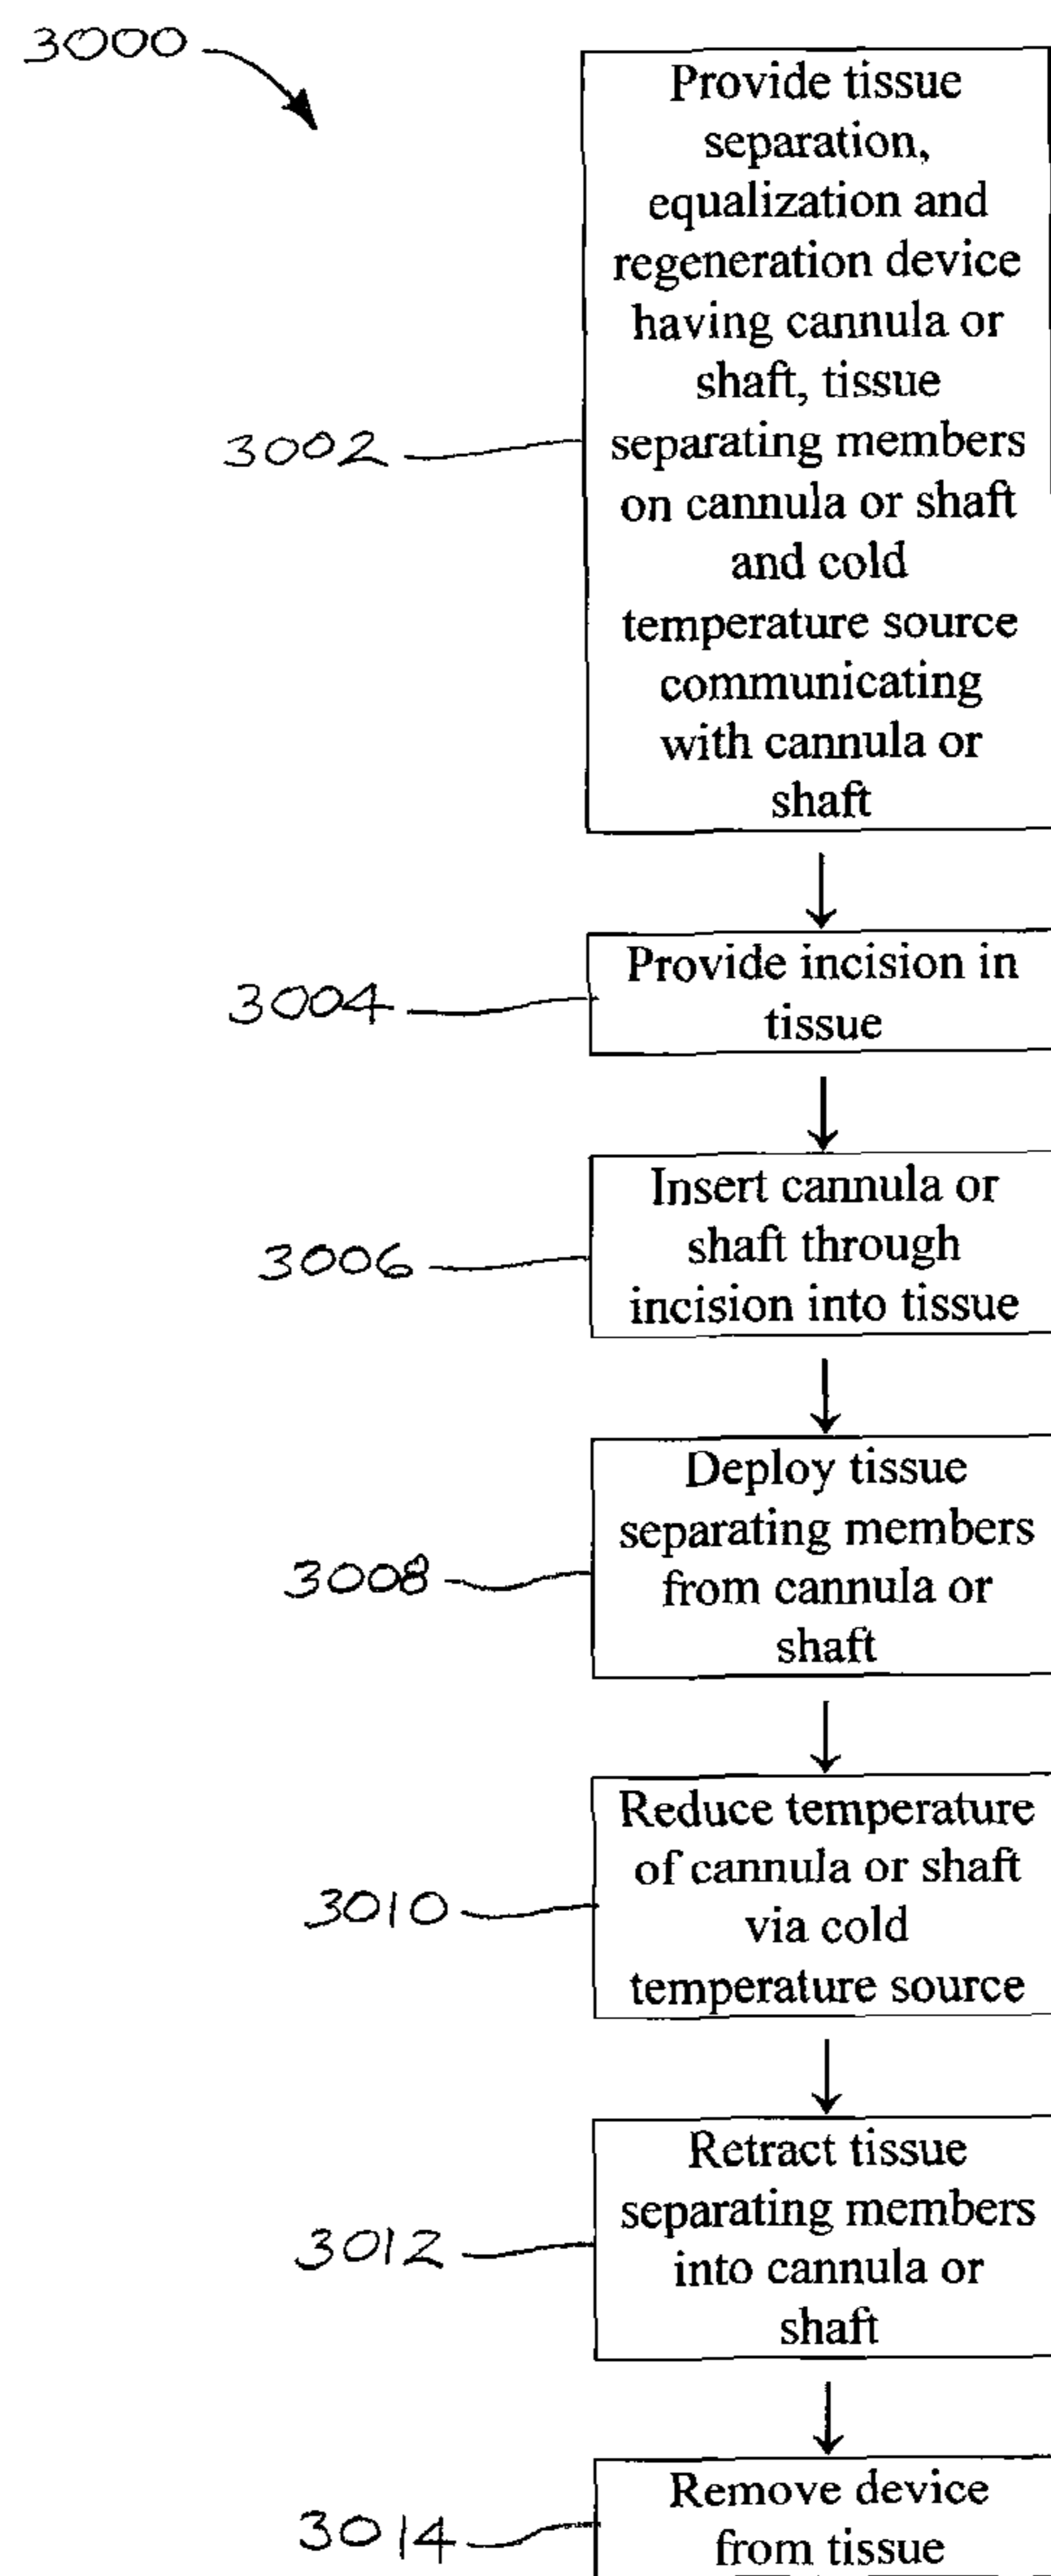 3000
Provide tissue
separation,
equalization and
regeneration device
having cannula or
shaft, tissue
separating members
on cannula or shaft
and cold
temperature source
communicating
with cannula or
shaft
3002
Provide incision in
tissue
3004
Insert cannula or
shaft through
incision into tissue
3006
Deploy tissue
separating members
from cannula or
shaft
3008
Reduce temperature
of cannula or shaft
via cold
temperature source
3010
Retract tissue
separating members
into cannula or
shaft
3012
Remove device
from tissue
3014